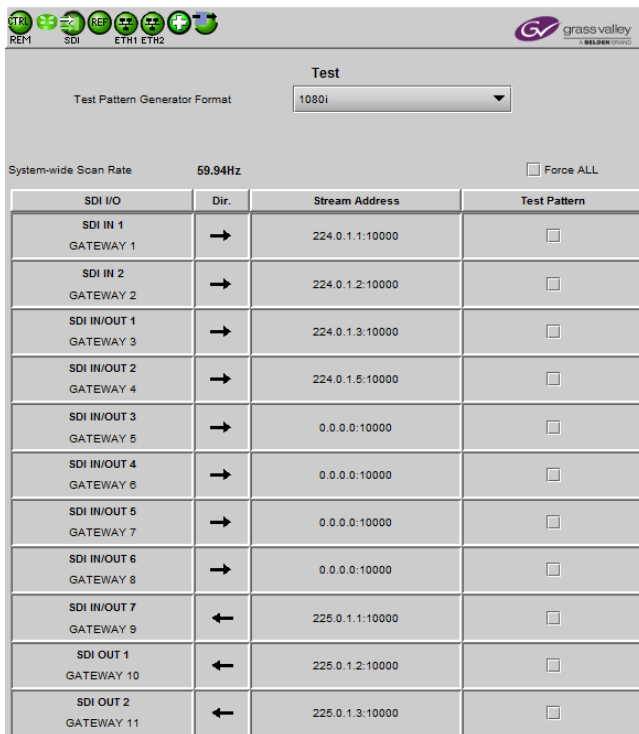 CTRL REF
REM SDI ETH1 ETH2
GV grass valley
A BELDEN BRAND
Test
Test Pattern Generator Format 1080i
System-wide Scan Rate 59.94Hz Force ALL
SDI I/O Dir. Stream Address Test Pattern
SDI IN 1
GATEWAY 1
224.0.1.1:10000
SDI IN 2
GATEWAY 2
224.0.1.2:10000
SDI IN/OUT 1
GATEWAY 3
224.0.1.3:10000
SDI IN/OUT 2
GATEWAY 4
224.0.1.5:10000
SDI IN/OUT 3
GATEWAY 5
0.0.0.0:10000
SDI IN/OUT 4
GATEWAY 6
0.0.0.0:10000
SDI IN/OUT 5
GATEWAY 7
0.0.0.0:10000
SDI IN/OUT 6
GATEWAY 8
0.0.0.0:10000
SDI IN/OUT 7
GATEWAY 9
225.0.1.1:10000
SDI OUT 1
GATEWAY 10
225.0.1.2:10000
SDI OUT 2
GATEWAY 11
225.0.1.3:10000